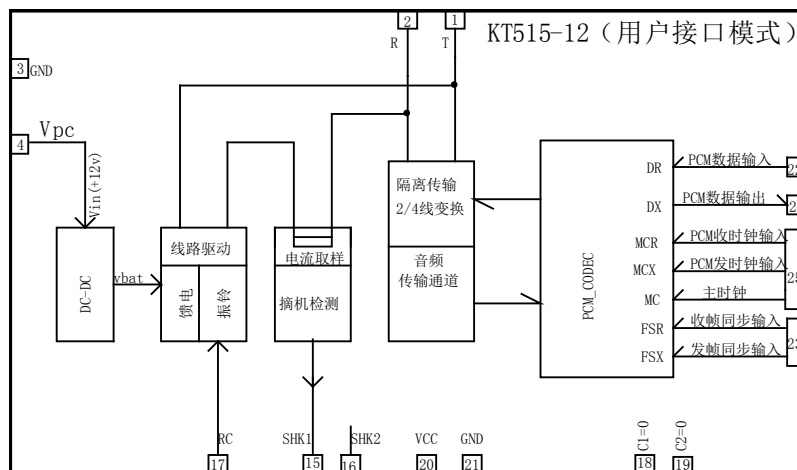 2
1
KT515-12（用户接口模式）
R
T
3
GND
Vpc
4
Vin(+12v)
隔离传输
2/4线变换
音频
传输通道
PCM_CODEC
DR
PCM数据输入
DX
PCM数据输出
MCR
PCM收时钟输入
MCX
PCM发时钟输入
MC
主时钟
25
FSR
收帧同步输入
23
FSX
发帧同步输入
DC-DC
vbat
线路驱动
馈电
振铃
电流取样
摘机检测
RC
SHK1
SHK2
VCC
GND
C1=0
C2=0
17
15
16
20
21
18
19